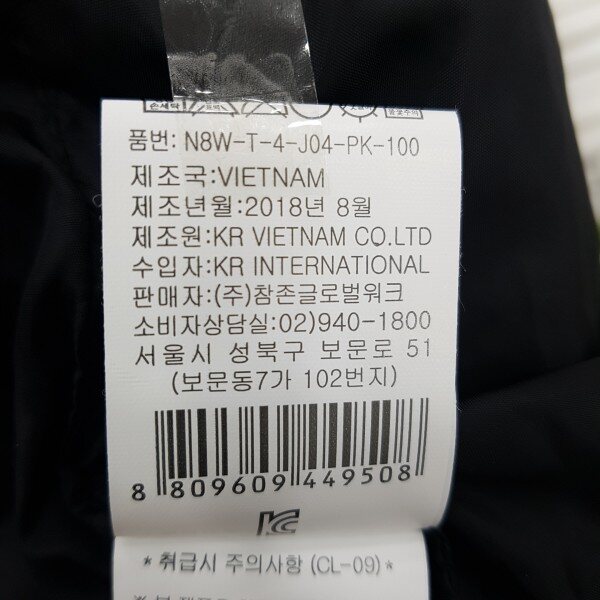 손세탁
품번: N8W-T-4-J04-PK-100
제조국:VIETNAM
제조년월:2018년 8월
제조원:KR VIETNAM CO.LTD
수입자:KR INTERNATIONAL
판매자:(주)참존글로벌워크
소비자상담실:02)940-1800
서울시 성북구 보문로 51
(보문동7가 102번지)
8 809609 449508
KC
* 취급시 주의사항 (CL-09)*